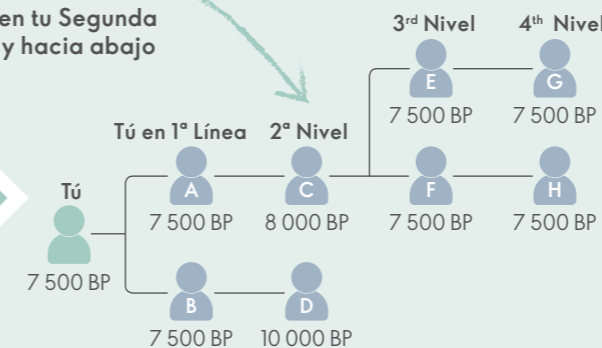 en tu Segunda
y hacia abajo
3rd Nivel 4th Nivel
E G
7 500 BP 7 500 BP
Tú en 1ª Línea 2ª Nivel
Tú A C F H
7 500 BP 8 000 BP 7 500 BP 7 500 BP
7 500 BP
B D
7 500 BP 10 000 BP